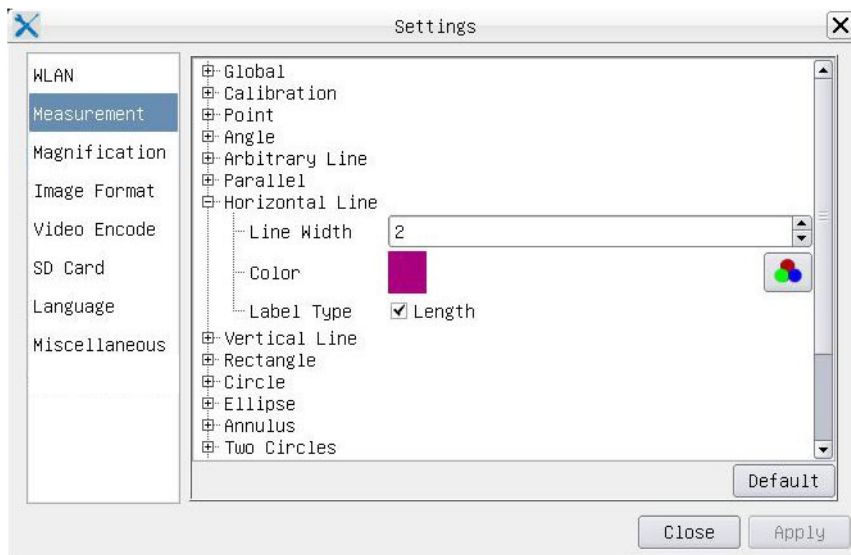 Settings
WLAN
Measurement
Magnification
Image Format
Video Encode
SD Card
Language
Miscellaneous
Global
Calibration
Point
Angle
Arbitrary Line
Parallel
Horizontal Line
Line Width 2
Color
Label Type Length
Vertical Line
Rectangle
Circle
Ellipse
Annulus
Two Circles
Default
Close Apply